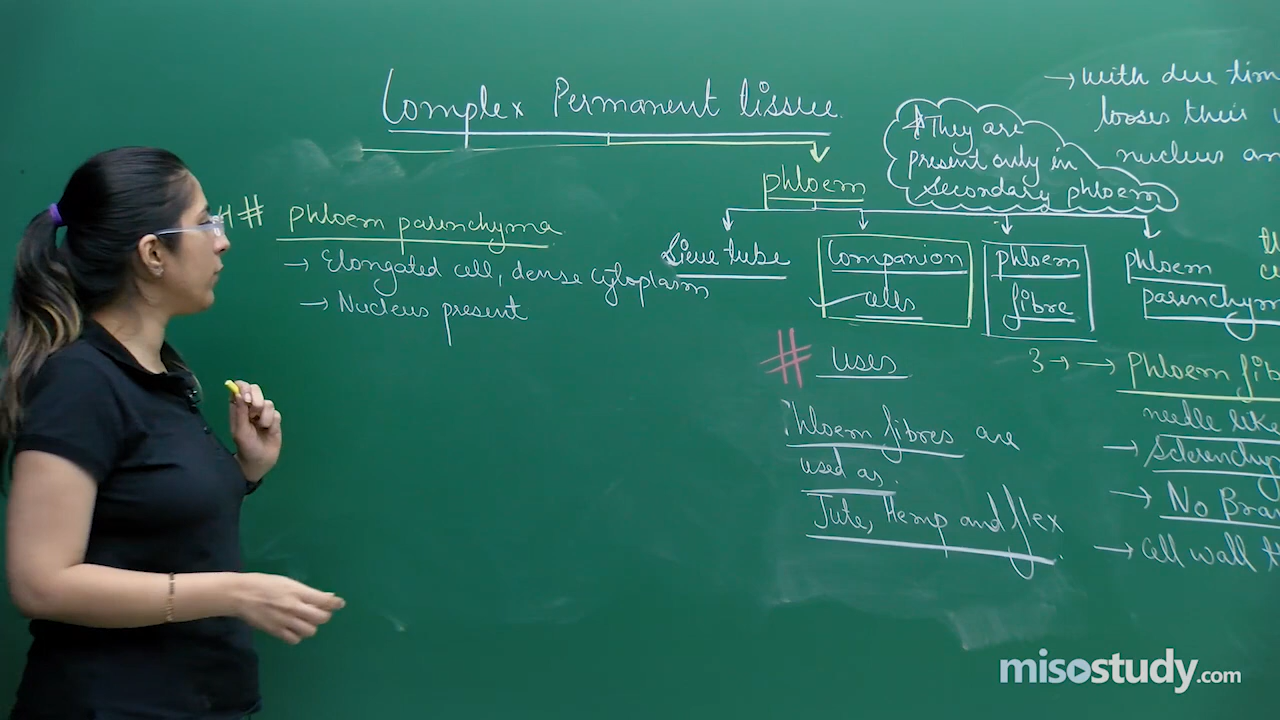 Complex Permanent tissue.
phloem
# They are
present only in
Secondary phloem
→ with due tim
looses their
nucleus an
Sieve tube
Companion
cells
phloem
fibre
phloem
parenchym
# Phloem parenchyma
→ Elongated cell, dense cytoplasm
→ Nucleus present
# uses
Phloem fibres are
used as.
Jute, Hemp and flex
3 → → Phloem fib
needle like
→ Sclerenchy
→ No Bran
→ Cell wall t
misostudy.com